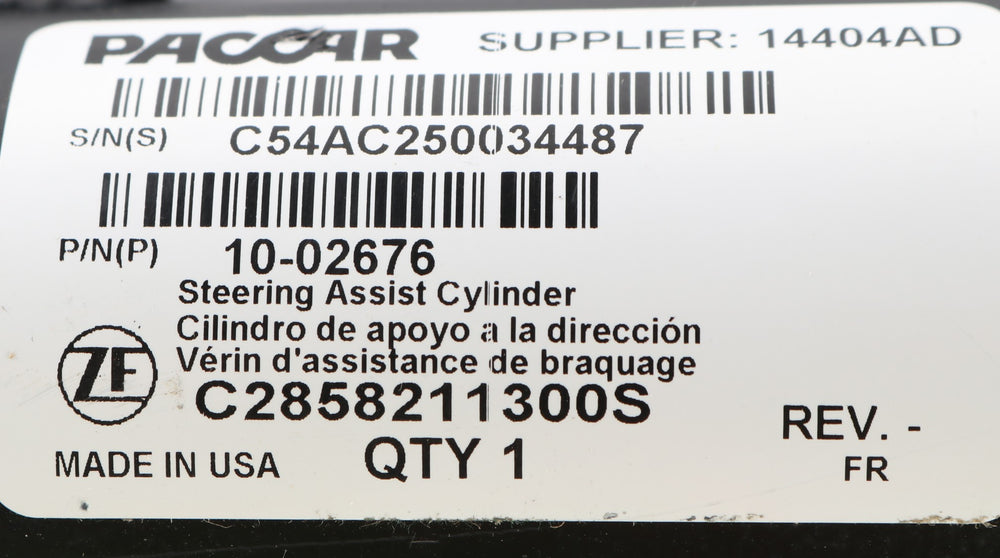 PACCAR SUPPLIER: 14404AD
S/N(S) C54AC250034487
P/N(P) 10-02676
Steering Assist Cylinder
Cilindro de apoyo a la dirección
Vérin d'assistance de braquage
ZF C2858211300S
REV. -
MADE IN USA QTY 1 FR